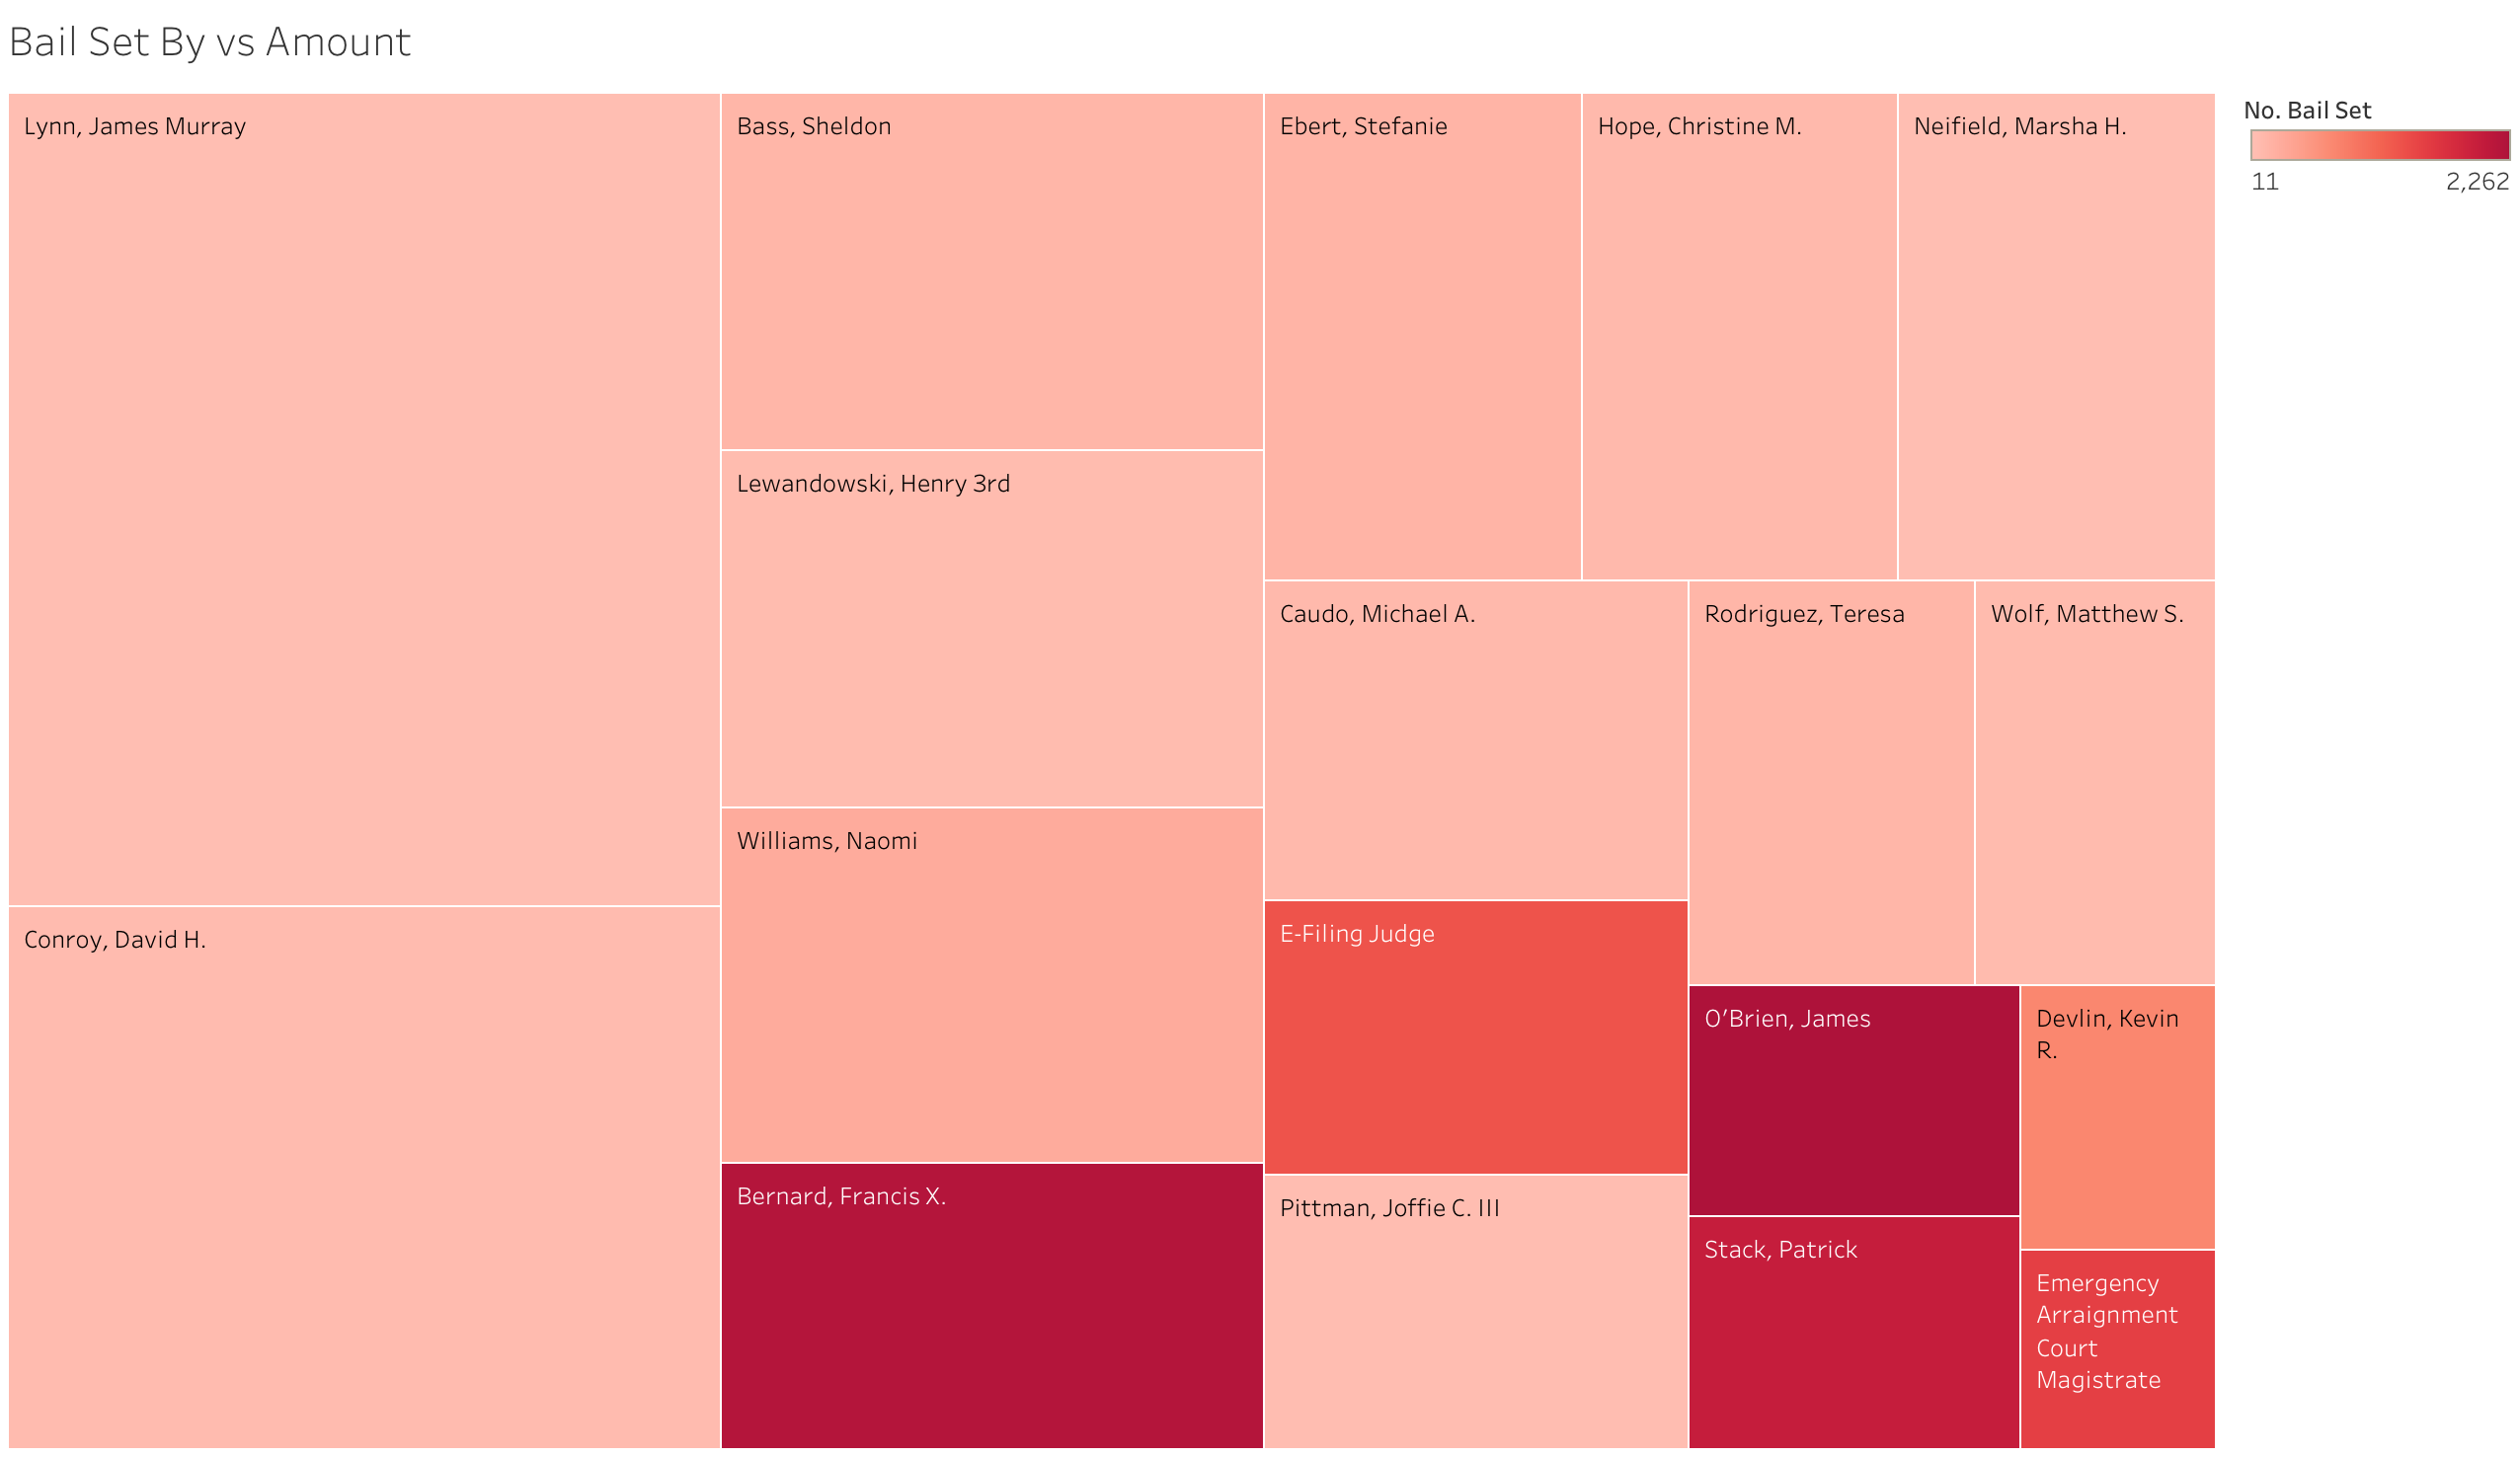 Bail Set By vs Amount
Lynn, James Murray
Conroy, David H.
Bass, Sheldon
Lewandowski, Henry 3rd
Williams, Naomi
Bernard, Francis X.
Ebert, Stefanie
Hope, Christine M.
Neifield, Marsha H.
Caudo, Michael A.
Rodriguez, Teresa
Wolf, Matthew S.
E-Filing Judge
Pittman, Joffie C. III
O’Brien, James
Stack, Patrick
Devlin, Kevin
R.
Emergency
Arraignment
Court
Magistrate
No. Bail Set
11
2,262